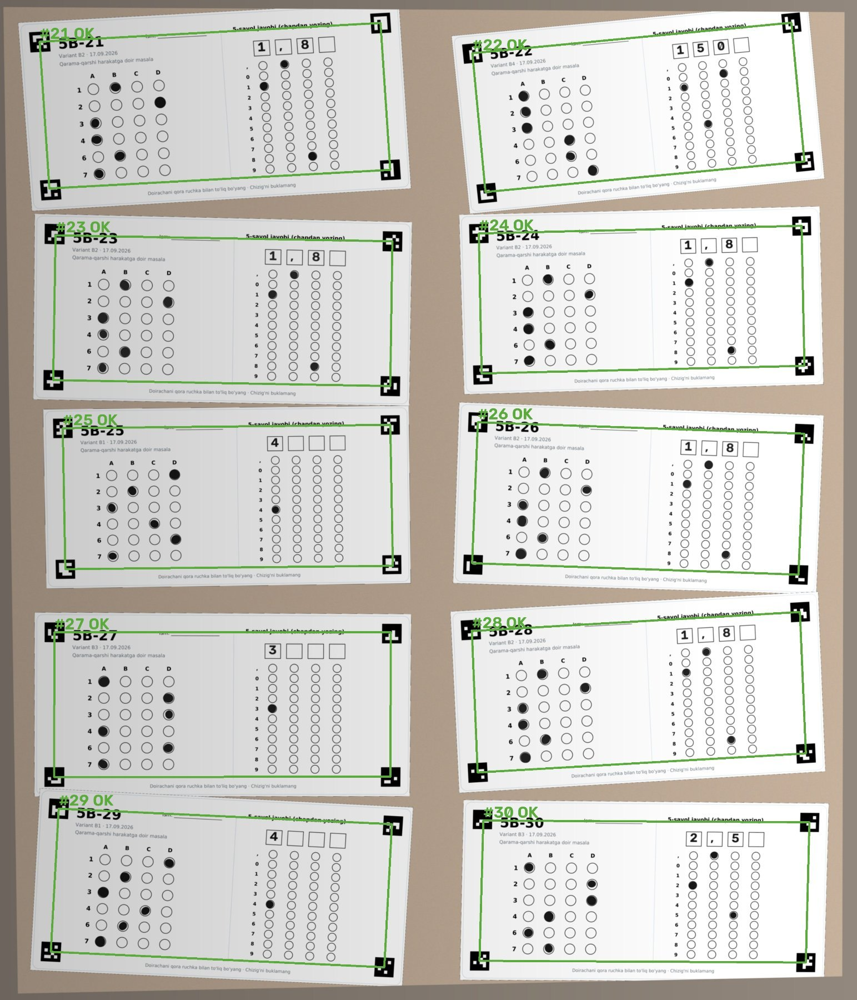 #21 OK
5B-21
5-savol javobi (chapdan yozing)
Ism:
Variant B2 · 17.09.2026
Qarama-qarshi harakatga doir masala
1 , 8
A B C D
1
2
3
4
6
7
,
0
1
2
3
4
5
6
7
8
9
Doirachani qora ruchka bilan to'liq bo'yang · Chizig'ni buklamang
#22 OK
5B-22
5-savol javobi (chapdan yozing)
Ism:
Variant B4 · 17.09.2026
Qarama-qarshi harakatga doir masala
1 5 0
A B C D
1
2
3
4
6
7
,
0
1
2
3
4
5
6
7
8
9
Doirachani qora ruchka bilan to'liq bo'yang · Chizig'ni buklamang
#23 OK
5B-23
5-savol javobi (chapdan yozing)
Ism:
Variant B2 · 17.09.2026
Qarama-qarshi harakatga doir masala
1 , 8
A B C D
1
2
3
4
6
7
,
0
1
2
3
4
5
6
7
8
9
Doirachani qora ruchka bilan to'liq bo'yang · Chizig'ni buklamang
#24 OK
5B-24
5-savol javobi (chapdan yozing)
Ism:
Variant B2 · 17.09.2026
Qarama-qarshi harakatga doir masala
1 , 8
A B C D
1
2
3
4
6
7
,
0
1
2
3
4
5
6
7
8
9
Doirachani qora ruchka bilan to'liq bo'yang · Chizig'ni buklamang
#25 OK
5B-25
5-savol javobi (chapdan yozing)
Ism:
Variant B1 · 17.09.2026
Qarama-qarshi harakatga doir masala
4
A B C D
1
2
3
4
6
7
,
0
1
2
3
4
5
6
7
8
9
Doirachani qora ruchka bilan to'liq bo'yang · Chizig'ni buklamang
#26 OK
5B-26
5-savol javobi (chapdan yozing)
Ism:
Variant B2 · 17.09.2026
Qarama-qarshi harakatga doir masala
1 , 8
A B C D
1
2
3
4
6
7
,
0
1
2
3
4
5
6
7
8
9
Doirachani qora ruchka bilan to'liq bo'yang · Chizig'ni buklamang
#27 OK
5B-27
5-savol javobi (chapdan yozing)
Ism:
Variant B3 · 17.09.2026
Qarama-qarshi harakatga doir masala
3
A B C D
1
2
3
4
6
7
,
0
1
2
3
4
5
6
7
8
9
Doirachani qora ruchka bilan to'liq bo'yang · Chizig'ni buklamang
#28 OK
5B-28
5-savol javobi (chapdan yozing)
Ism:
Variant B2 · 17.09.2026
Qarama-qarshi harakatga doir masala
1 , 8
A B C D
1
2
3
4
6
7
,
0
1
2
3
4
5
6
7
8
9
Doirachani qora ruchka bilan to'liq bo'yang · Chizig'ni buklamang
#29 OK
5B-29
5-savol javobi (chapdan yozing)
Ism:
Variant B1 · 17.09.2026
Qarama-qarshi harakatga doir masala
4
A B C D
1
2
3
4
6
7
,
0
1
2
3
4
5
6
7
8
9
Doirachani qora ruchka bilan to'liq bo'yang · Chizig'ni buklamang
#30 OK
5B-30
5-savol javobi (chapdan yozing)
Ism:
Variant B3 · 17.09.2026
Qarama-qarshi harakatga doir masala
2 , 5
A B C D
1
2
3
4
6
7
,
0
1
2
3
4
5
6
7
8
9
Doirachani qora ruchka bilan to'liq bo'yang · Chizig'ni buklamang